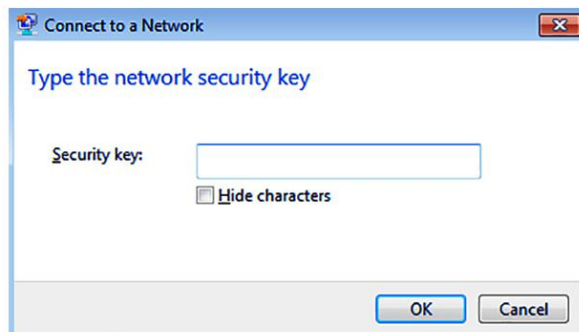 Connect to a Network
Type the network security key
Security key:
Hide characters
OK Cancel